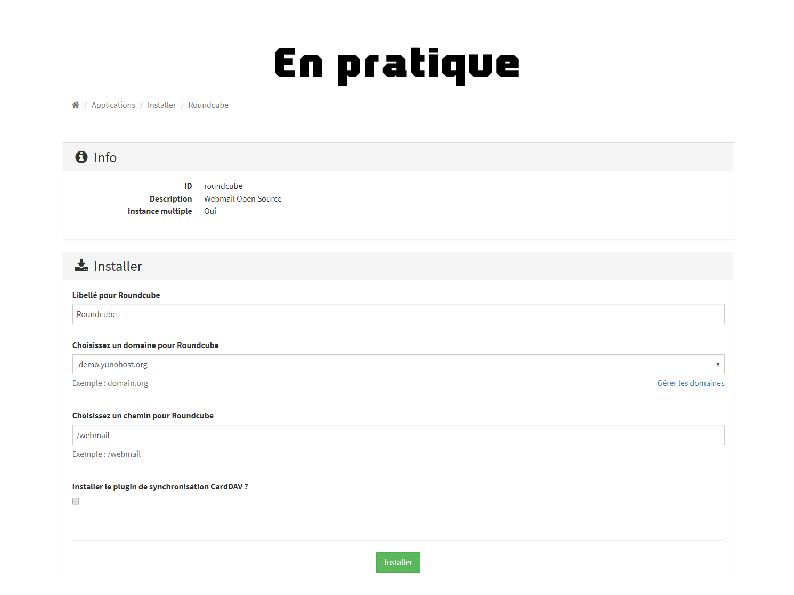 En pratique
/ Applications / Installer / Roundcube
Info
ID roundcube
Description Webmail Open Source
Instance multiple Oui
Installer
Libellé pour Roundcube
Roundcube
Choisissez un domaine pour Roundcube
demo.yunohost.org
Exemple : domain.org Gérer les domaines
Choisissez un chemin pour Roundcube
/webmail
Exemple : /webmail
Installer le plugin de synchronisation CardDAV ?
Installer